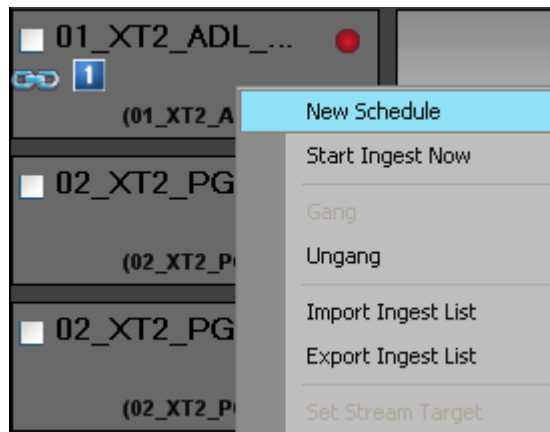 01_XT2_ADL_...
1
(01_XT2_A
New Schedule
Start Ingest Now
02_XT2_PG
Gang
Ungang
(02_XT2_P
Import Ingest List
02_XT2_PG
Export Ingest List
(02_XT2_P
Set Stream Target